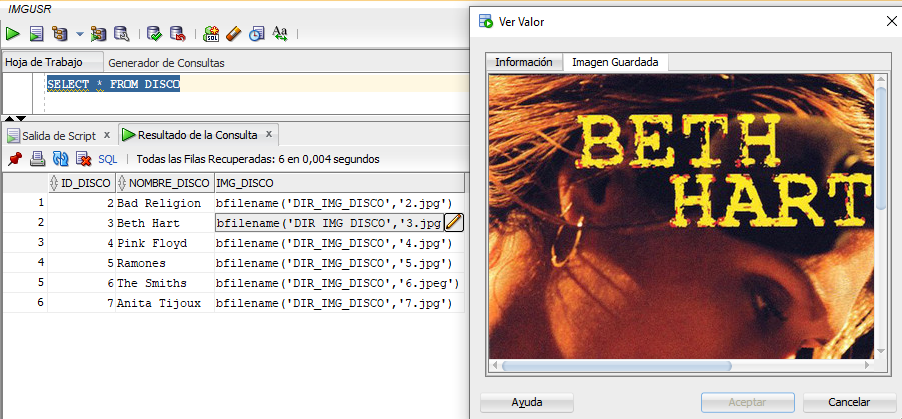 IMGUSR
SQL
Aa
Hoja de Trabajo Generador de Consultas
SELECT * FROM DISCO
Salida de Script x Resultado de la Consulta x
SQL Todas las Filas Recuperadas: 6 en 0,004 segundos
ID_DISCO NOMBRE_DISCO IMG_DISCO
1 2 Bad Religion bfilename('DIR_IMG_DISCO','2.jpg')
2 3 Beth Hart bfilename('DIR_IMG_DISCO','3.jpg
3 4 Pink Floyd bfilename('DIR_IMG_DISCO','4.jpg')
4 5 Ramones bfilename('DIR_IMG_DISCO','5.jpg')
5 6 The Smiths bfilename('DIR_IMG_DISCO','6.jpeg')
6 7 Anita Tijoux bfilename('DIR_IMG_DISCO','7.jpg')
Ver Valor
Información Imagen Guardada
BETH
HART
Ayuda Aceptar Cancelar